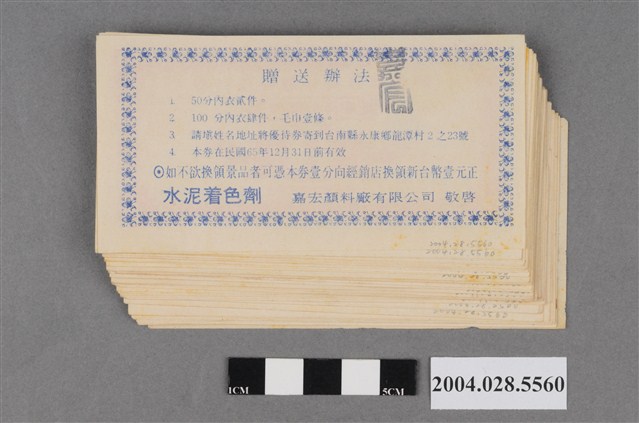 贈送辦法
1 50分內衣貳件。
2 100分內衣肆件，毛巾壹條。
3 請塡姓名地址將優待券寄到台南縣永康鄉龍潭村2之23號
4 本券在民國65年12月31日前有效
⊙如不欲換領景品者可憑本券壹分向經銷店換領新台幣壹元正
水泥着色劑 嘉宏顏料廠有限公司 敬啓
1CM 5CM
2004.028.5560